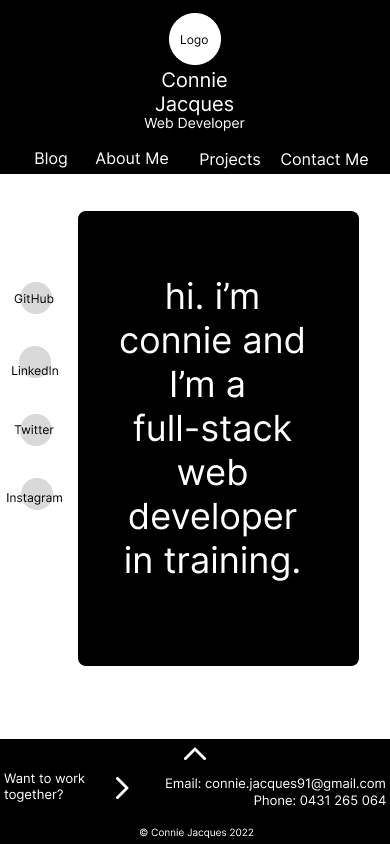 Logo
Connie
Jacques
Web Developer
Blog About Me Projects Contact Me
GitHub
LinkedIn
Twitter
Instagram
hi. i’m
connie and
I’m a
full-stack
web
developer
in training.
Want to work
together?
Email: connie.jacques91@gmail.com
Phone: 0431 265 064
© Connie Jacques 2022